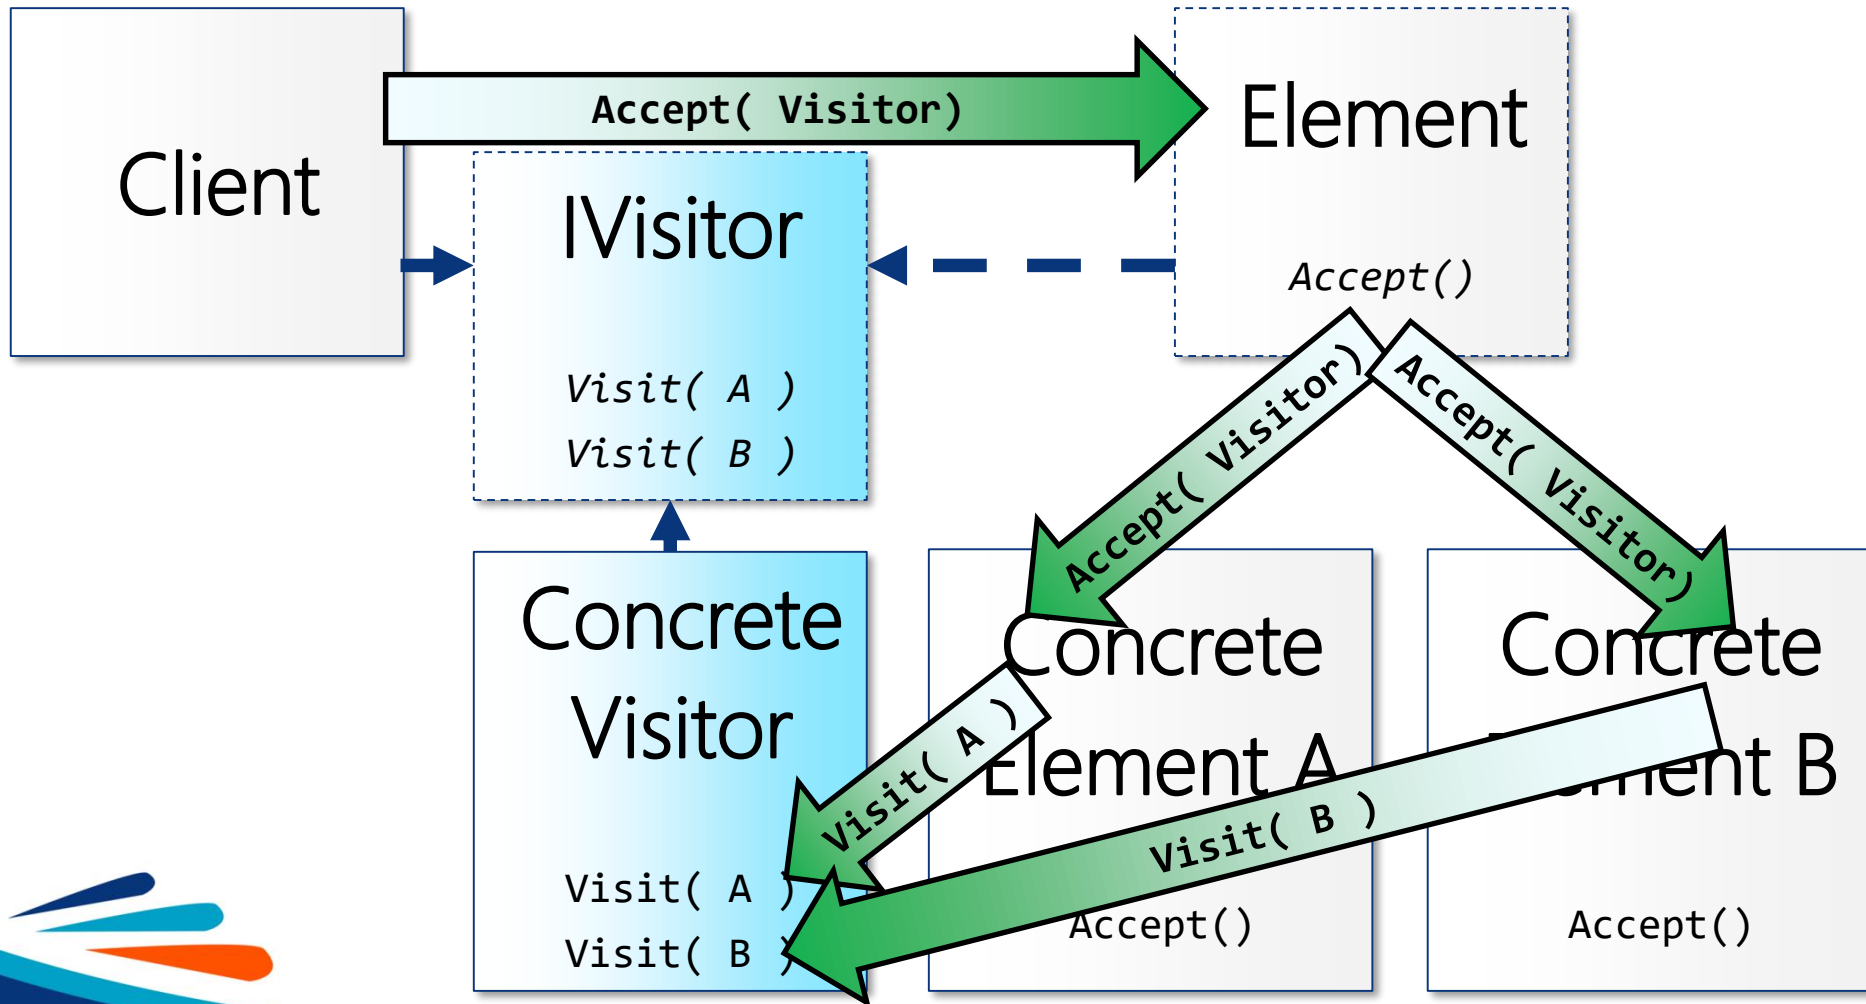 Client
Accept( Visitor)
Element
Accept()
IVisitor
Visit( A )
Visit( B )
Accept( Visitor)
Accept( Visitor)
Concrete
Visitor
Visit( A )
Visit( B )
Concrete
Element A
Accept()
Concrete
B
Accept()
Visit( A )
Visit( B )